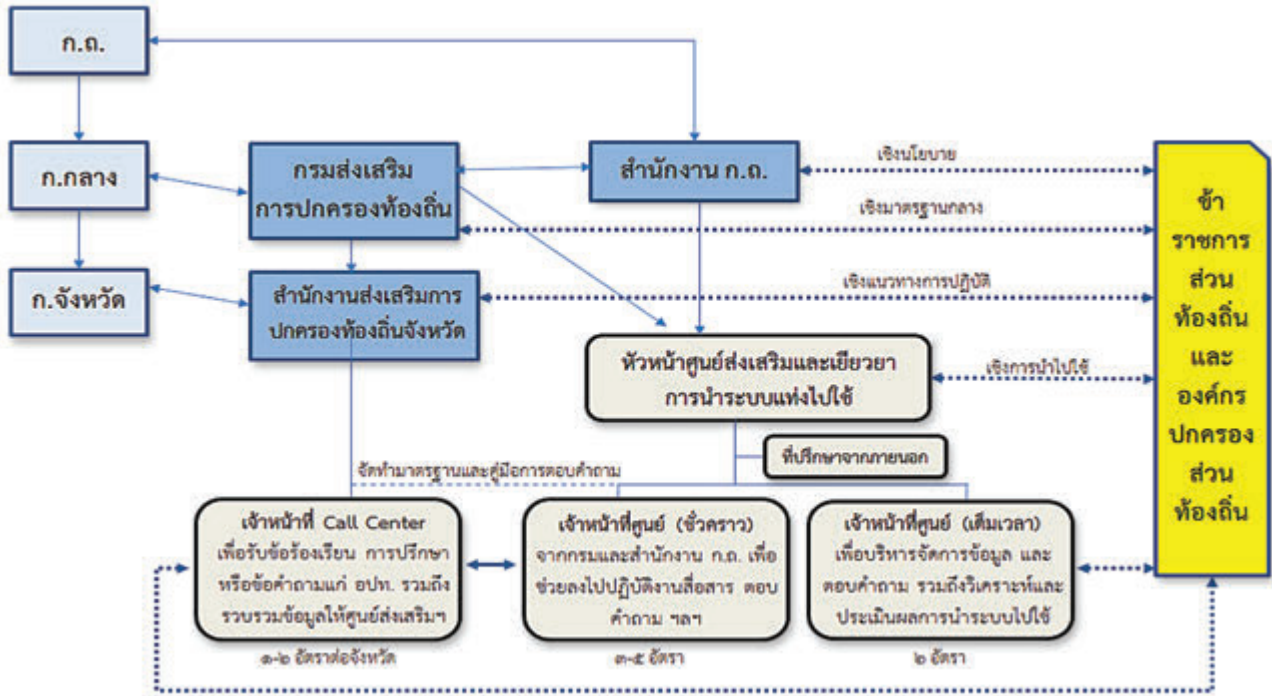 ก.ถ.
ก.กลาง
กรมส่งเสริม
การปกครองท้องถิ่น
สำนักงาน ก.ถ.
เชิงนโยบาย
เชิงมาตรฐานกลาง
ก.จังหวัด
สำนักงานส่งเสริมการ
ปกครองท้องถิ่นจังหวัด
เชิงแนวทางการปฏิบัติ
หัวหน้าศูนย์ส่งเสริมและเยียวยา
การนำระบบแท่งไปใช้
เชิงการนำไปใช้
ข้า
ราชการ
ส่วน
ท้องถิ่น
และ
องค์กร
ปกครอง
ส่วน
ท้องถิ่น
ที่ปรึกษาจากภายนอก
จัดทำมาตรฐานและคู่มือการตอบคำถาม
เจ้าหน้าที่ Call Center
เพื่อรับข้อร้องเรียน การปรึกษา
หรือข้อคำถามแก่ อปท. รวมถึง
รวบรวมข้อมูลให้ศูนย์ส่งเสริมฯ
๑-๒ อัตราต่อจังหวัด
เจ้าหน้าที่ศูนย์ (ชั่วคราว)
จากกรมและสำนักงาน ก.ถ. เพื่อ
ช่วยลงไปปฏิบัติงานสื่อสาร ตอบ
คำถาม ฯลฯ
๓-๕ อัตรา
เจ้าหน้าที่ศูนย์ (เต็มเวลา)
เพื่อบริหารจัดการข้อมูล และ
ตอบคำถาม รวมถึงวิเคราะห์และ
ประเมินผลการนำระบบไปใช้
๒ อัตรา